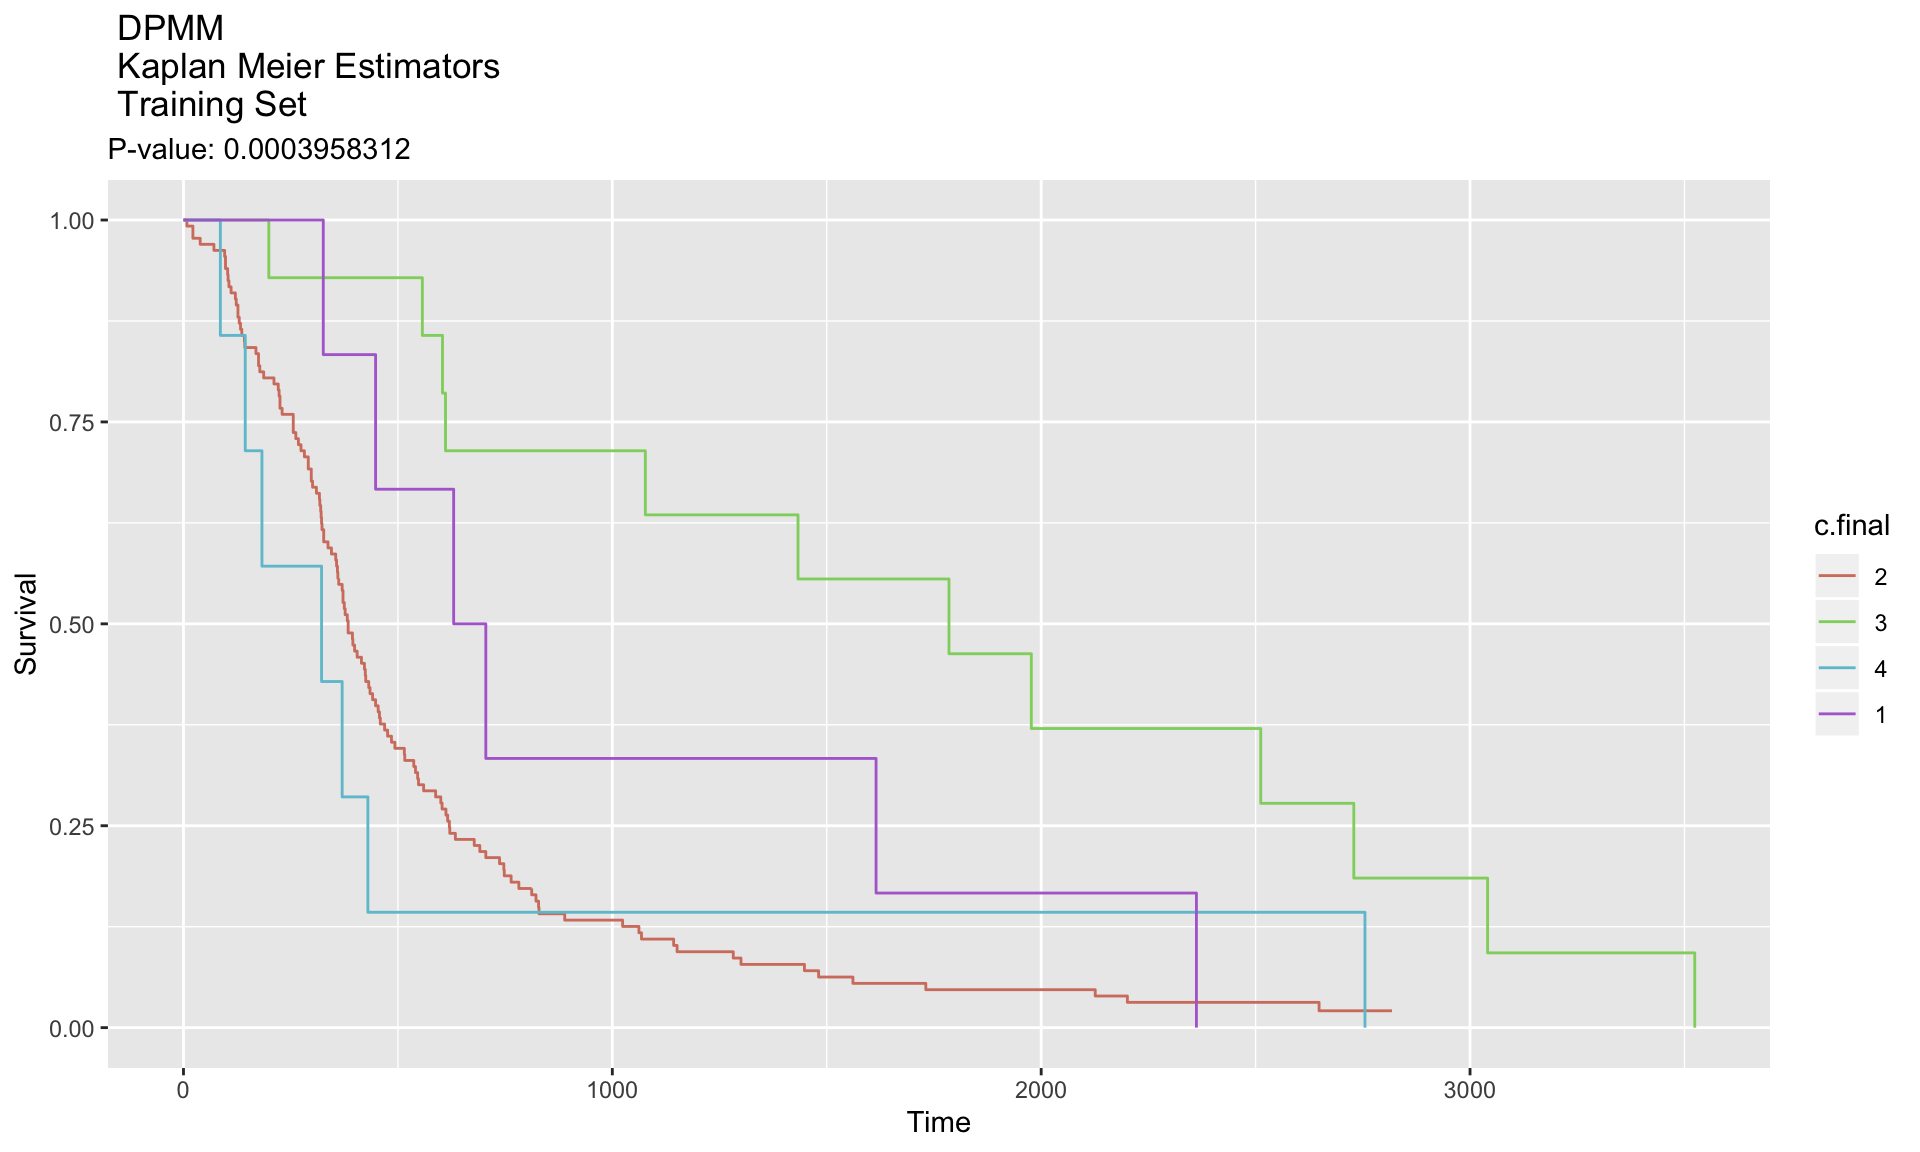 DPMM
Kaplan Meier Estimators
Training Set
P-value: 0.0003958312
1.00
0.75
0.50
0.25
0.00
Survival
0
1000
2000
3000
Time
c.final
2
3
4
1